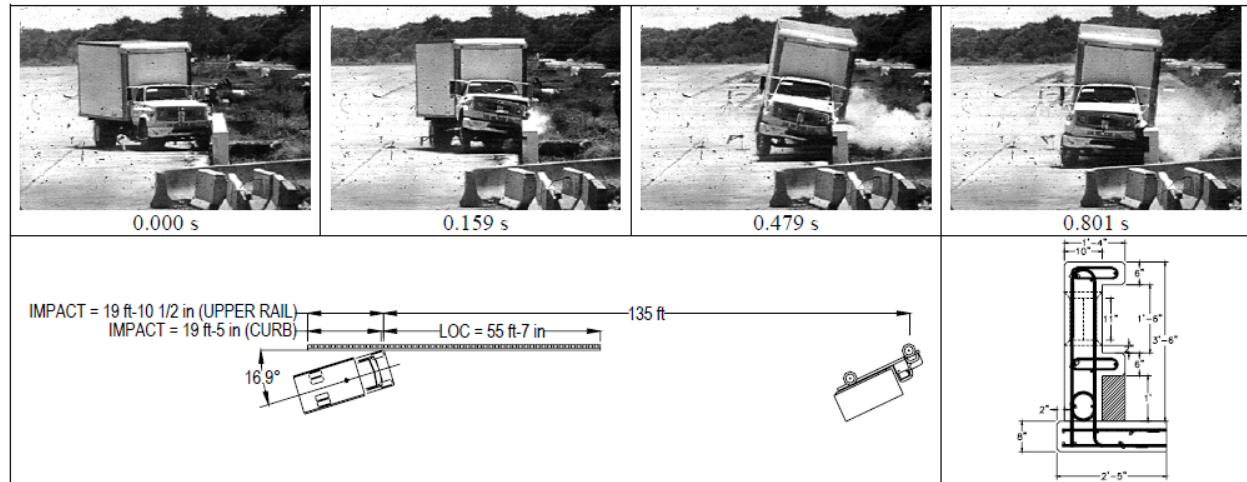 0.000 s
0.159 s
0.479 s
0.801 s
IMPACT = 19 ft-10 1/2 in (UPPER RAIL)
IMPACT = 19 ft-5 in (CURB)
LOC = 55 ft-7 in
135 ft
16.9°
1'-4"
10"
6"
11"
1'-6"
3'-6"
6"
1'
2"
8"
2'-5"